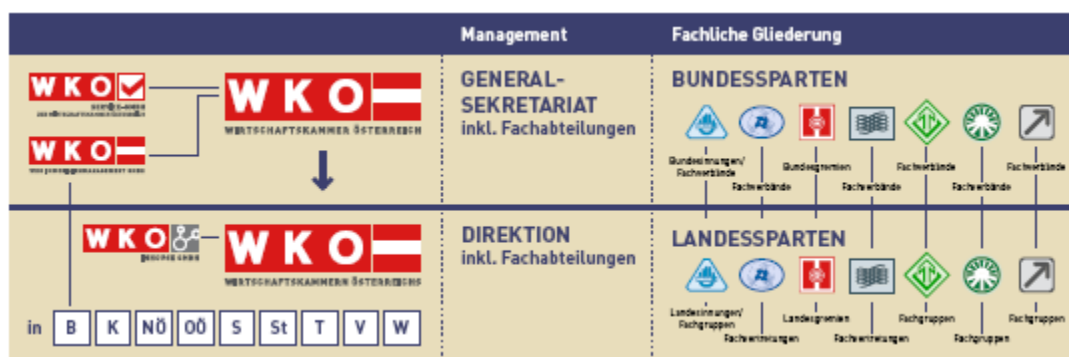 Management
Fachliche Gliederung
WKO
WKO
WIRTSCHAFTSKAMMER ÖSTERREICH
WKO
GENERAL-
SEKRETARIAT
inkl. Fachabteilungen
BUNDESSPARTEN
Bundesinnungen/
Fachverbände
Fachverbände
Bundesgremien
Fachverbände
Fachverbände
Fachverbände
Fachverbände
WKO
WKO
WIRTSCHAFTSKAMMERN ÖSTERREICHS
DIREKTION
inkl. Fachabteilungen
LANDESSPARTEN
Landesinnungen/
Fachgruppen
Fachvertretungen
Landesgremien
Fachvertretungen
Fachgruppen
Fachgruppen
Fachgruppen
in B K NÖ OÖ S St T V W